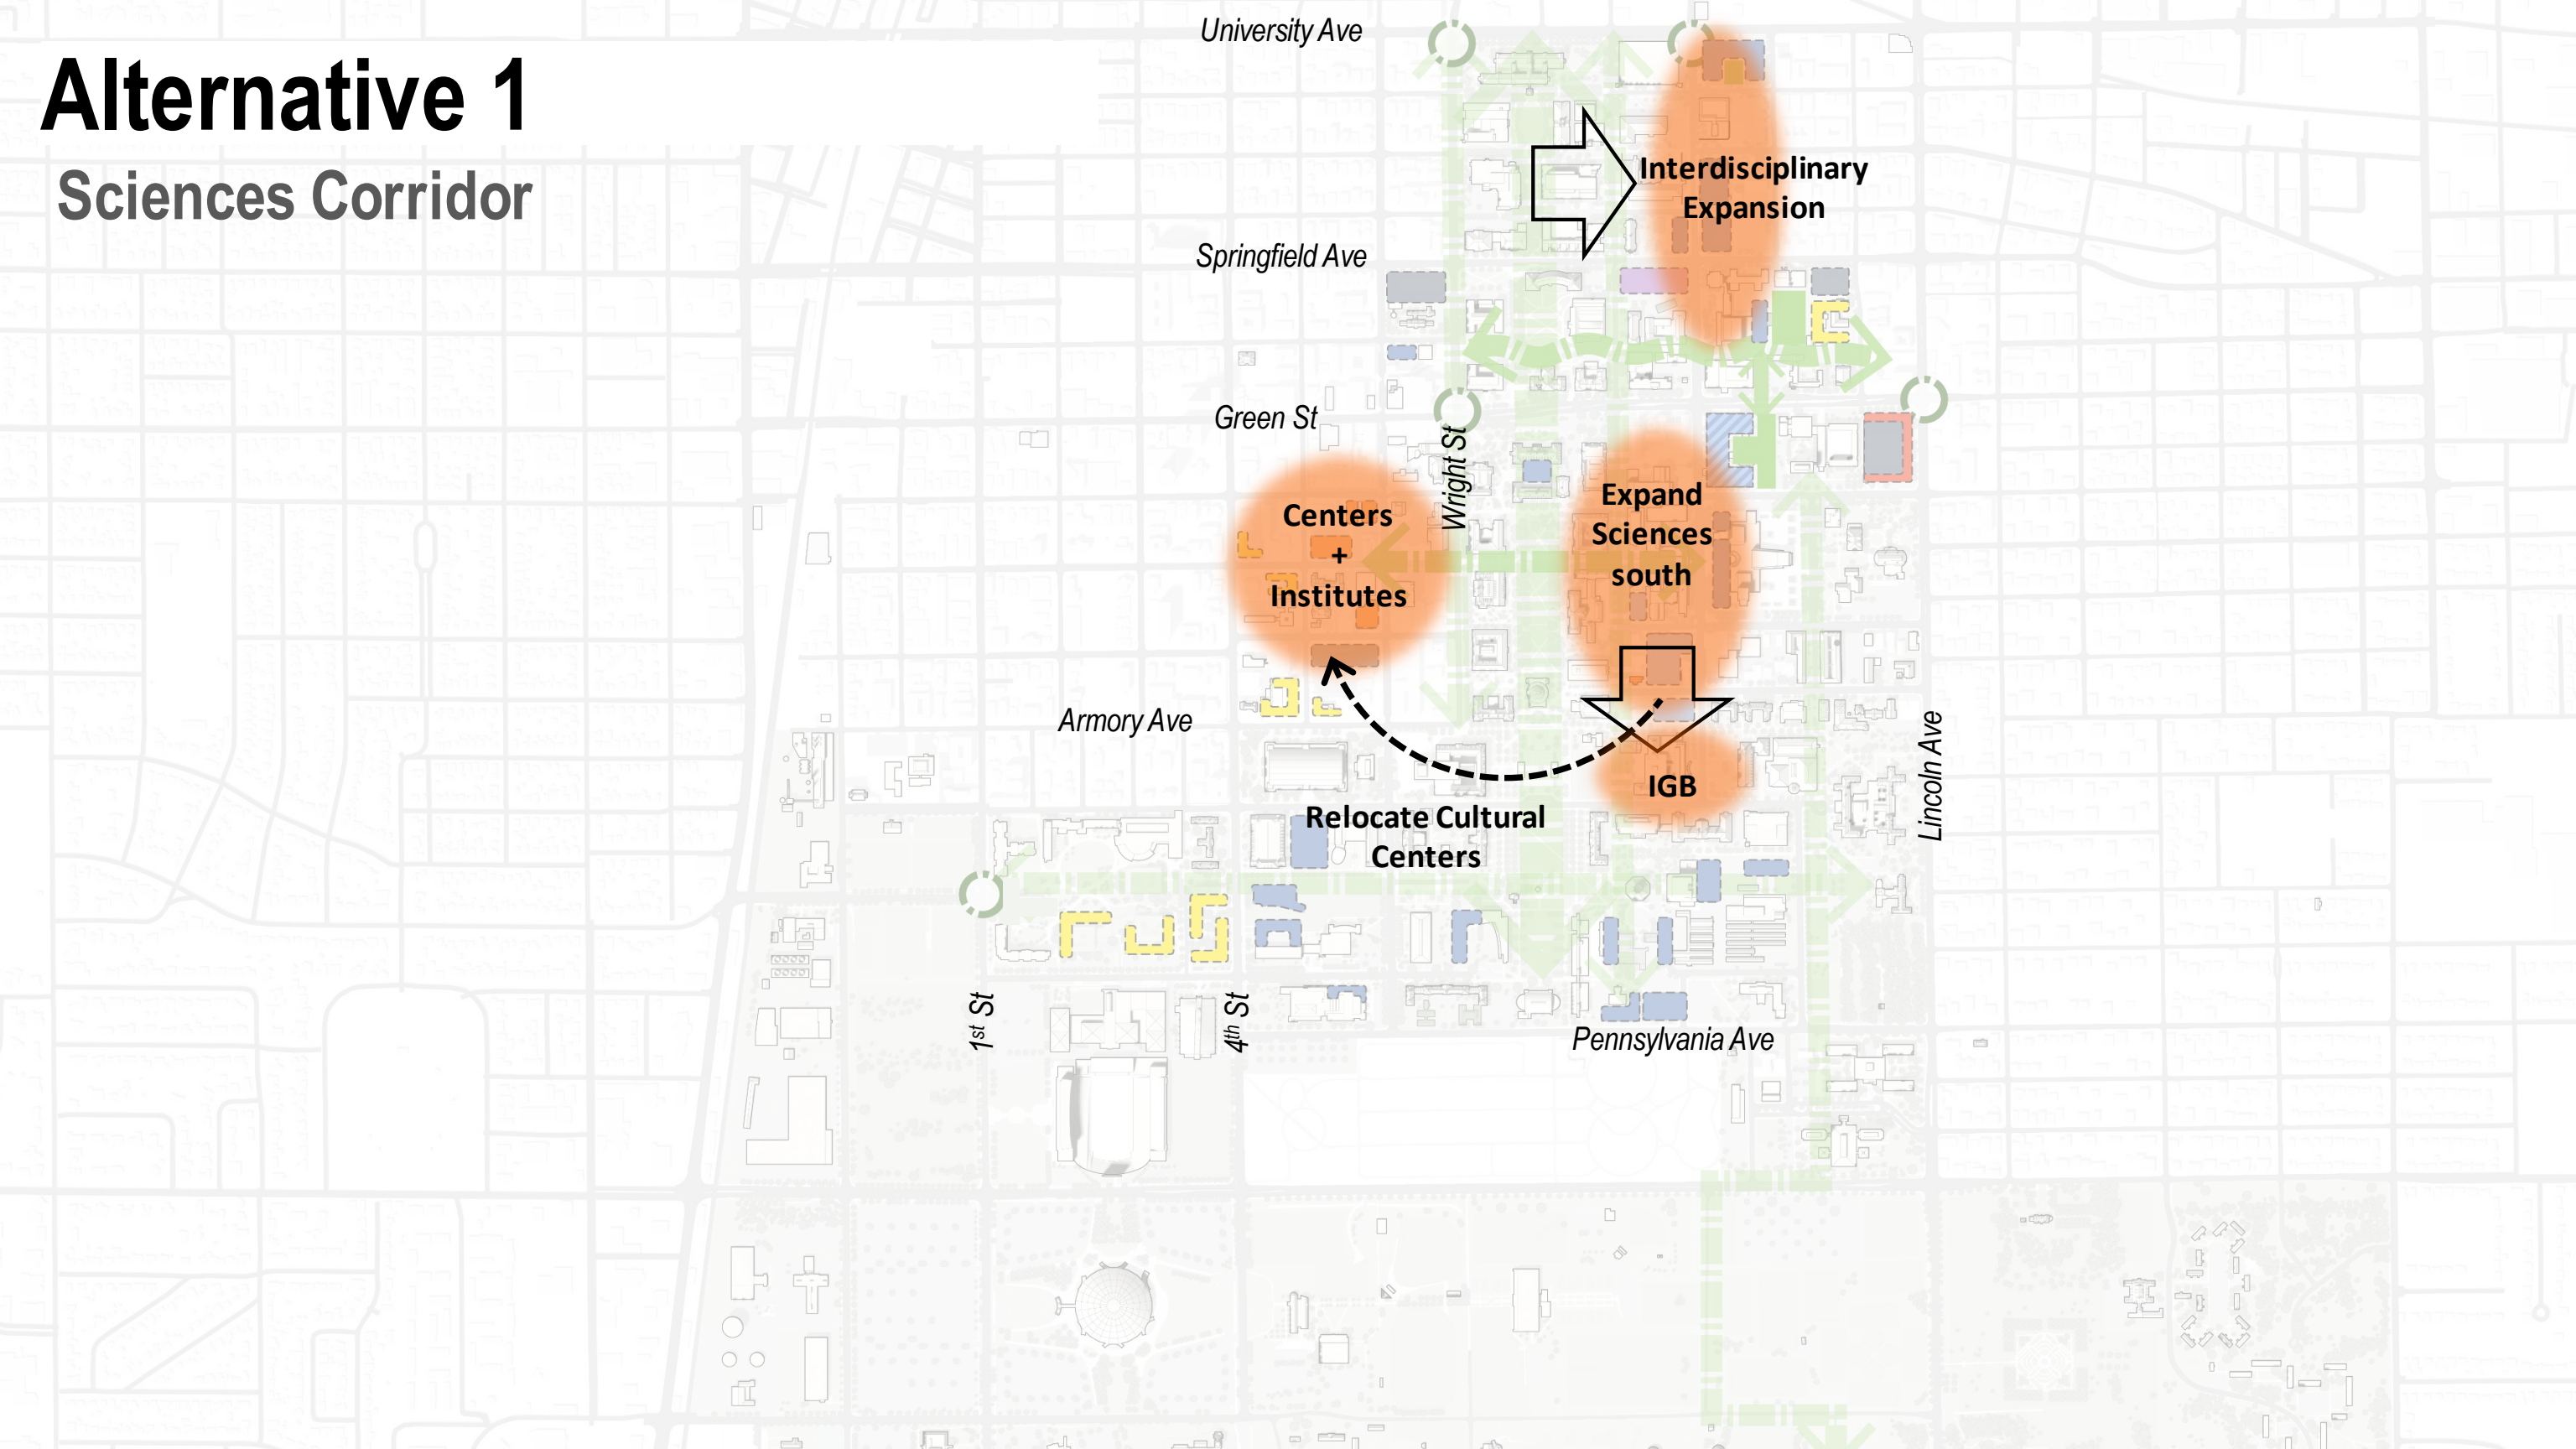 Alternative 1
Sciences Corridor
University Ave
Interdisciplinary
Expansion
Springfield Ave
Green St
Wright St
Centers
+
Institutes
Expand
Sciences
south
Armory Ave
Lincoln Ave
IGB
Relocate Cultural
Centers
1st St
4th St
Pennsylvania Ave